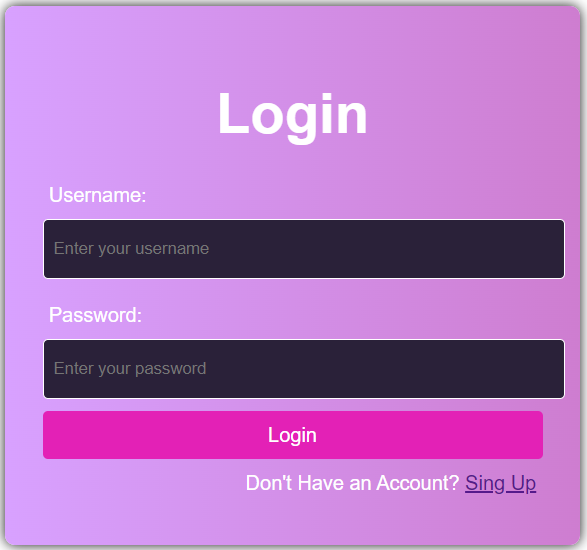 Login
Username:
Enter your username
Password:
Enter your password
Login
Don't Have an Account? Sing Up